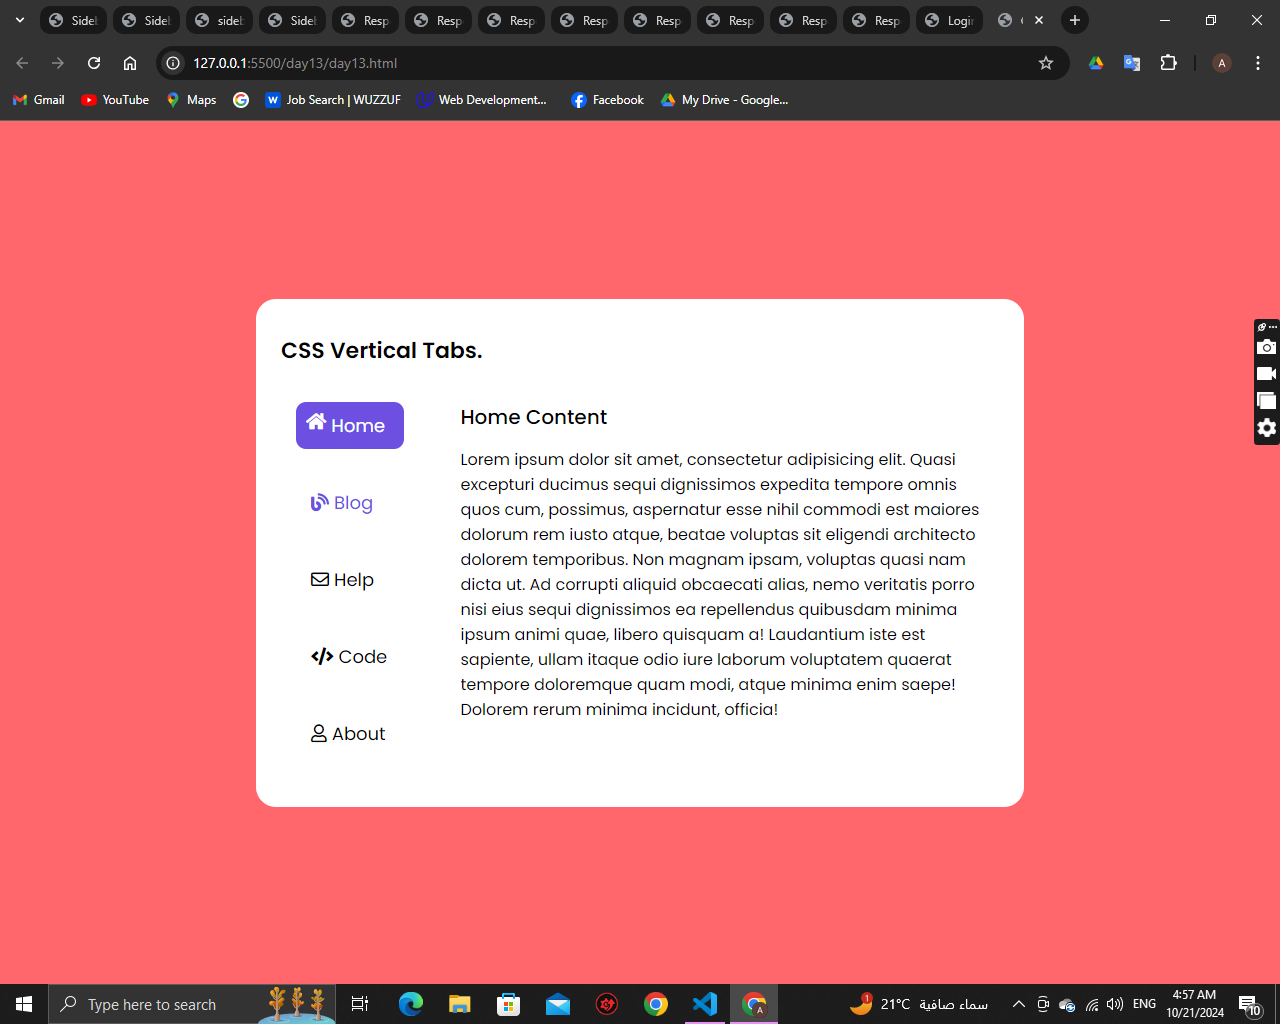 Sidel
Sidel
sidel
Sidel
Resp
Resp
Resp
Resp
Resp
Resp
Resp
Resp
Login
127.0.0.1:5500/day13/day13.html
A
Gmail
YouTube
Maps
Job Search | WUZZUF
Web Development...
Facebook
My Drive - Google...
CSS Vertical Tabs.
Home
Blog
Help
Code
About
Home Content
Lorem ipsum dolor sit amet, consectetur adipisicing elit. Quasi
excepturi ducimus sequi dignissimos expedita tempore omnis
quos cum, possimus, aspernatur esse nihil commodi est maiores
dolorum rem iusto atque, beatae voluptas sit eligendi architecto
dolorem temporibus. Non magnam ipsam, voluptas quasi nam
dicta ut. Ad corrupti aliquid obcaecati alias, nemo veritatis porro
nisi eius sequi dignissimos ea repellendus quibusdam minima
ipsum animi quae, libero quisquam a! Laudantium iste est
sapiente, ullam itaque odio iure laborum voluptatem quaerat
tempore doloremque quam modi, atque minima enim saepe!
Dolorem rerum minima incidunt, officia!
Type here to search
A
1
21°C سماء صافية
ENG
4:57 AM
10/21/2024
10